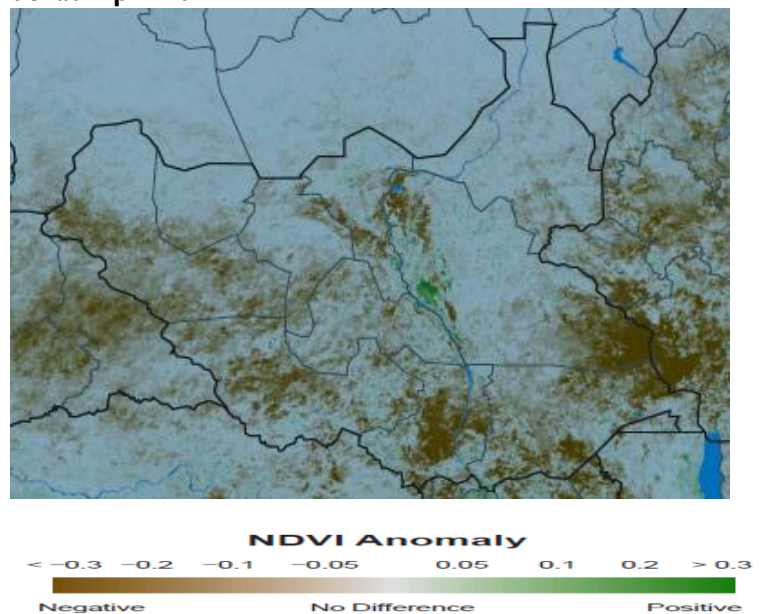 NDVI Anomaly
< −0.3 −0.2 −0.1 −0.05 0.05 0.1 0.2 > 0.3
Negative No Difference Positive